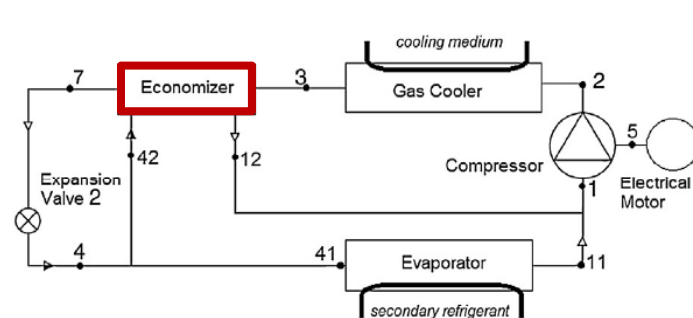 cooling medium
7
Economizer
3
Gas Cooler
2
5
42
12
Compressor
1
Electrical
Motor
Expansion
Valve 2
4
41
Evaporator
11
secondary refrigerant